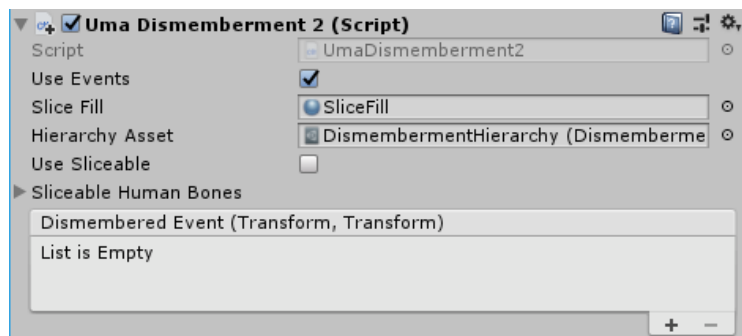 Uma Dismemberment 2 (Script)
Script UmaDismemberment2
Use Events
Slice Fill SliceFill
Hierarchy Asset DismembermentHierarchy (Dismemberme
Use Sliceable
Sliceable Human Bones
Dismembered Event (Transform, Transform)
List is Empty
+ −